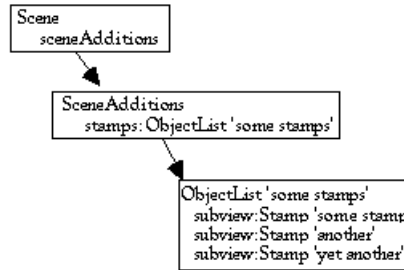 Scene
sceneAdditions
SceneAdditions
stamps: ObjectList 'some stamps'
ObjectList 'some stamps'
subview:Stamp 'some stamp
subview:Stamp 'another'
subview:Stamp 'yet another'